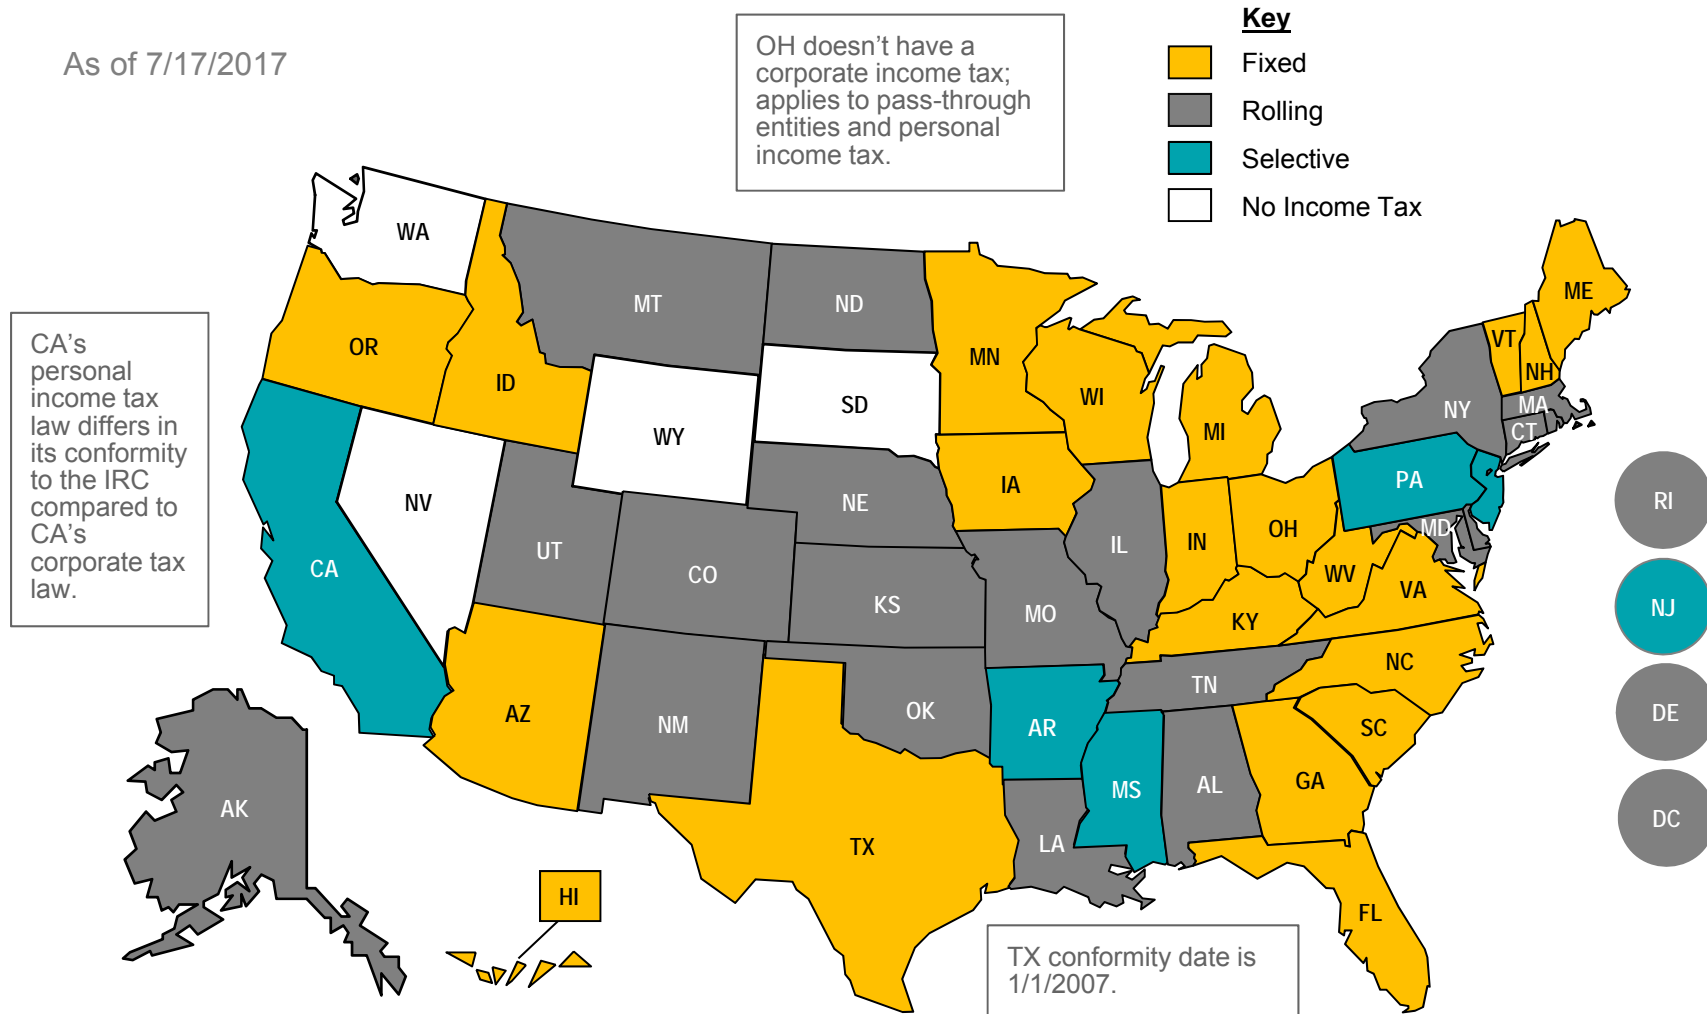 As of 7/17/2017
OH doesn't have a
corporate income tax;
applies to pass-through
entities and personal
income tax.
Key
Fixed
Rolling
Selective
No Income Tax
CA's
personal
income tax
law differs in
its conformity
to the IRC
compared to
CA's
corporate tax
law.
WA
MT
ND
MN
ME
VT
NH
OR
ID
SD
WI
MI
NY
MA
CT
WY
NV
IA
NE
PA
RI
UT
CO
IL
IN
OH
MD
CA
KS
MO
WV
VA
NJ
KY
NC
AZ
NM
OK
AR
TN
SC
DE
AK
TX
LA
MS
AL
GA
DC
HI
FL
TX conformity date is
1/1/2007.